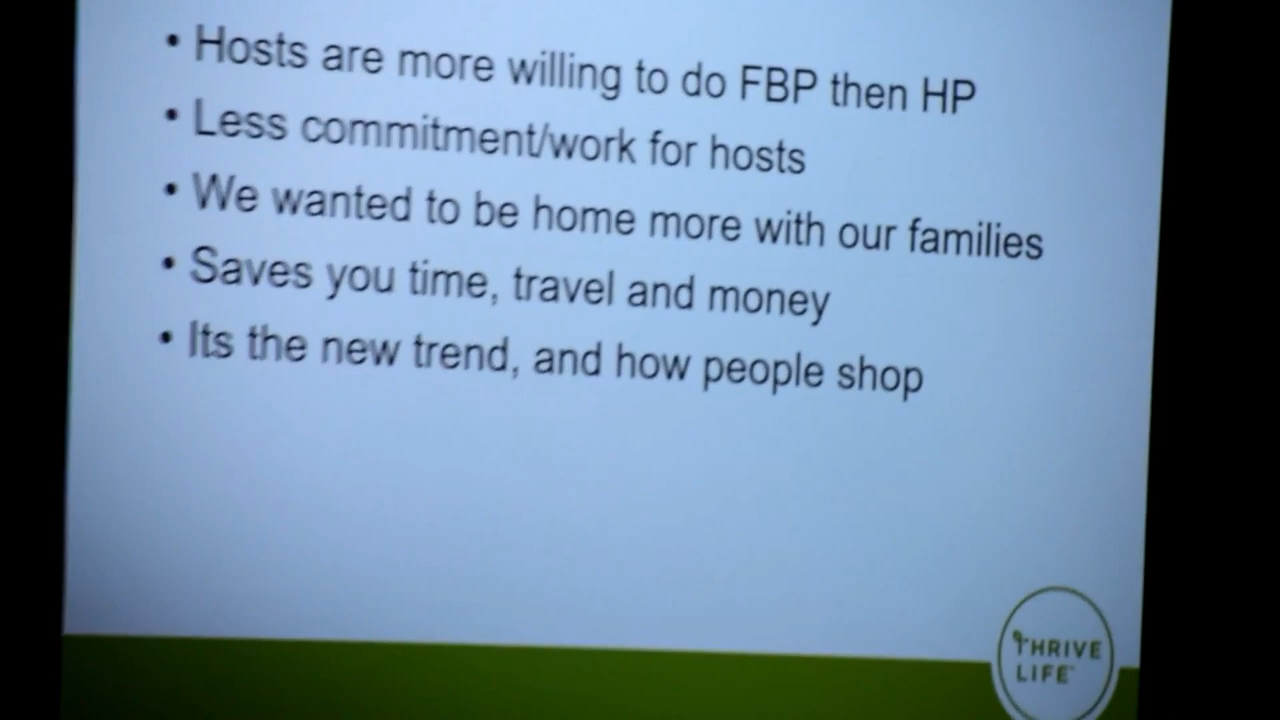 • Hosts are more willing to do FBP then HP
• Less commitment/work for hosts
• We wanted to be home more with our families
• Saves you time, travel and money
• Its the new trend, and how people shop
THRIVE
LIFE™